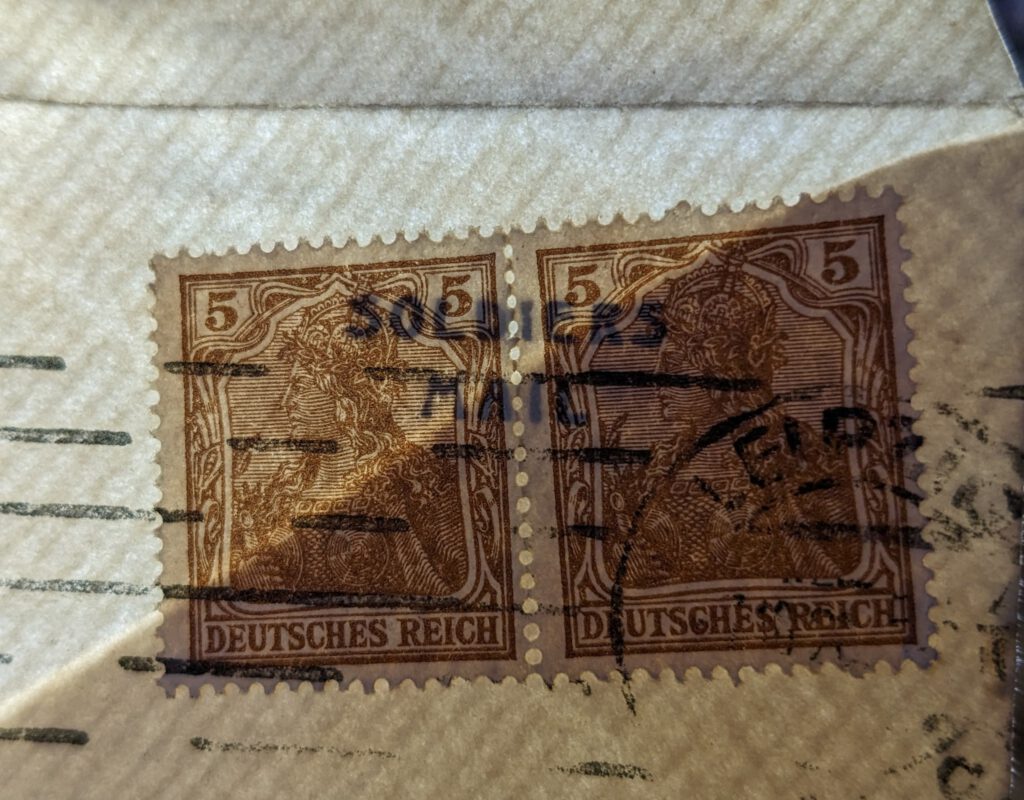 5 5 5 5
SOLDIERS
MAIL
DEUTSCHES REICH DEUTSCHES REICH